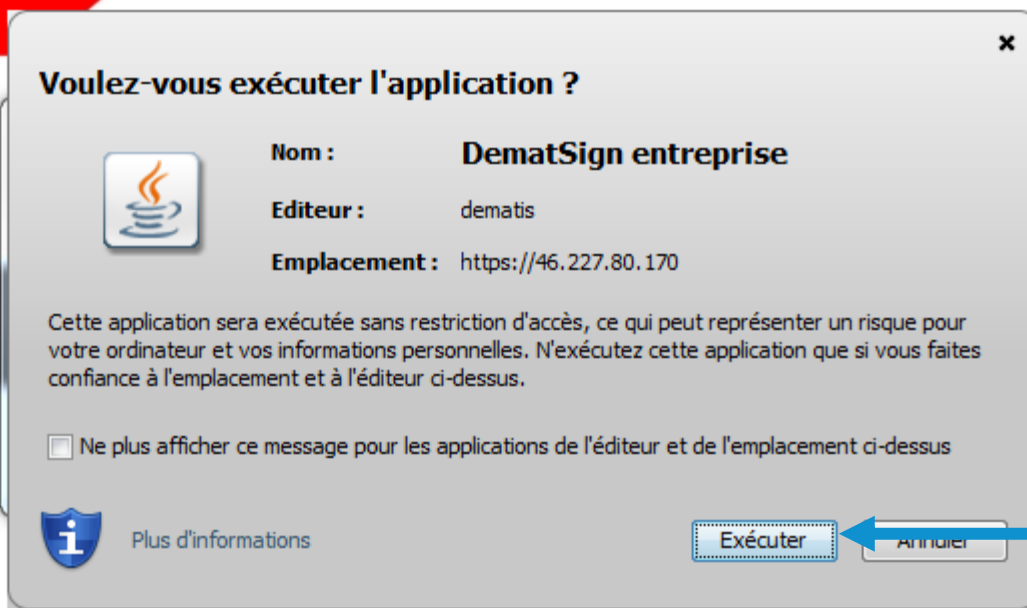 Voulez-vous exécuter l'application ?
Nom : DematSign entreprise
Editeur : dematis
Emplacement : https://46.227.80.170
Cette application sera exécutée sans restriction d'accès, ce qui peut représenter un risque pour
votre ordinateur et vos informations personnelles. N'exécutez cette application que si vous faites
confiance à l'emplacement et à l'éditeur ci-dessus.
Ne plus afficher ce message pour les applications de l'éditeur et de l'emplacement ci-dessus
Plus d'informations
Exécuter Annuler